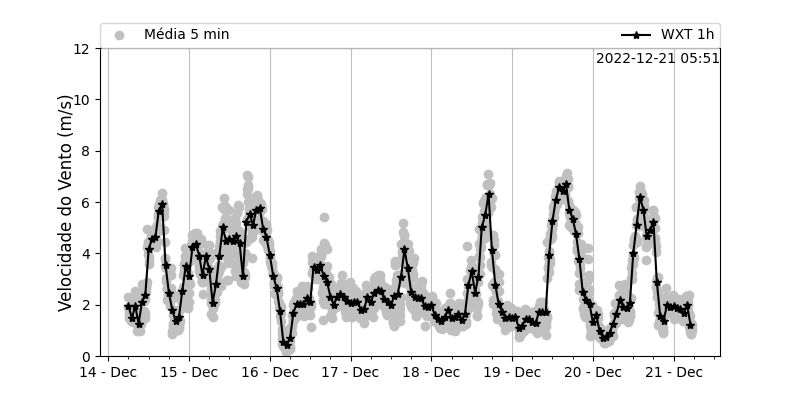 Média 5 min
WXT 1h
2022-12-21 05:51
Velocidade do Vento (m/s)
12
10
8
6
4
2
0
14 - Dec
15 - Dec
16 - Dec
17 - Dec
18 - Dec
19 - Dec
20 - Dec
21 - Dec